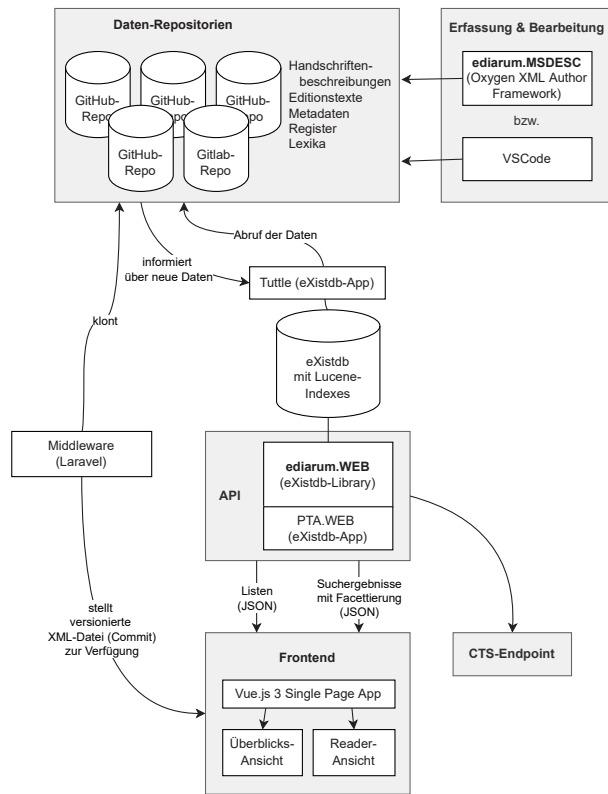 Daten-Repositorien
GitHub-
Repo
GitHub-
Repo
GitHub-
Repo
GitHub-
Repo
Gitlab-
Repo
Handschriften-
beschreibungen
Editionstexte
Metadaten
Register
Lexika
Erfassung & Bearbeitung
ediarum.MSDESC
(Oxygen XML Author
Framework)
bzw.
VSCode
Abruf der Daten
informiert
über neue Daten
Tuttle (eXistdb-App)
klont
eXistdb
mit Lucene-
Indexes
Middleware
(Laravel)
API
ediarum.WEB
(eXistdb-Library)
PTA.WEB
(eXistdb-App)
Listen
(JSON)
Suchergebnisse
mit Facettierung
(JSON)
stellt
versionierte
XML-Datei (Commit)
zur Verfügung
CTS-Endpoint
Frontend
Vue.js 3 Single Page App
Überblicks-
Ansicht
Reader-
Ansicht